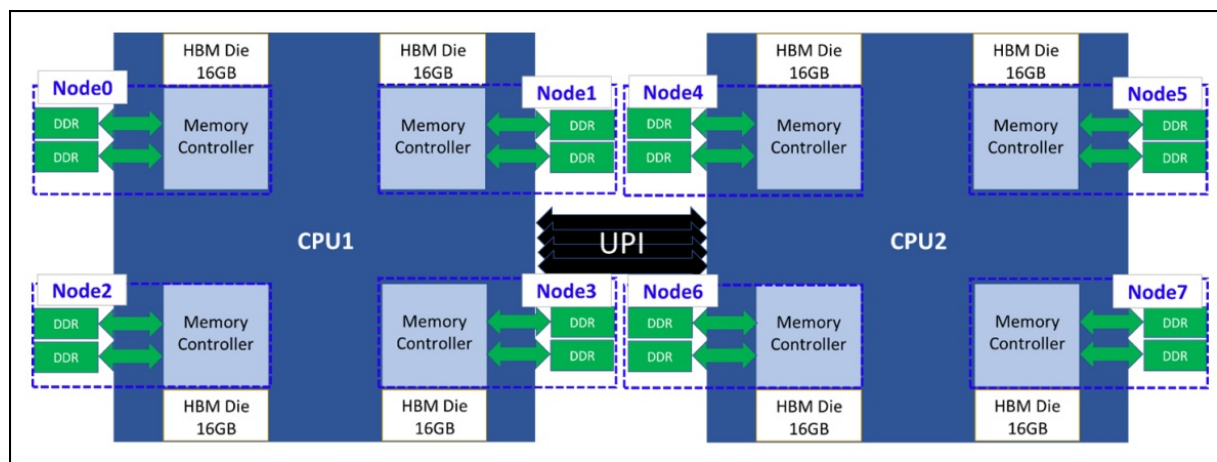 HBM Die
16GB
HBM Die
16GB
HBM Die
16GB
HBM Die
16GB
Node0
Node1
Node4
Node5
DDR
DDR
Memory
Controller
Memory
Controller
DDR
DDR
DDR
DDR
Memory
Controller
Memory
Controller
DDR
DDR
CPU1
UPI
CPU2
Node2
Node3
Node6
Node7
DDR
DDR
Memory
Controller
Memory
Controller
DDR
DDR
DDR
DDR
Memory
Controller
Memory
Controller
DDR
DDR
HBM Die
16GB
HBM Die
16GB
HBM Die
16GB
HBM Die
16GB